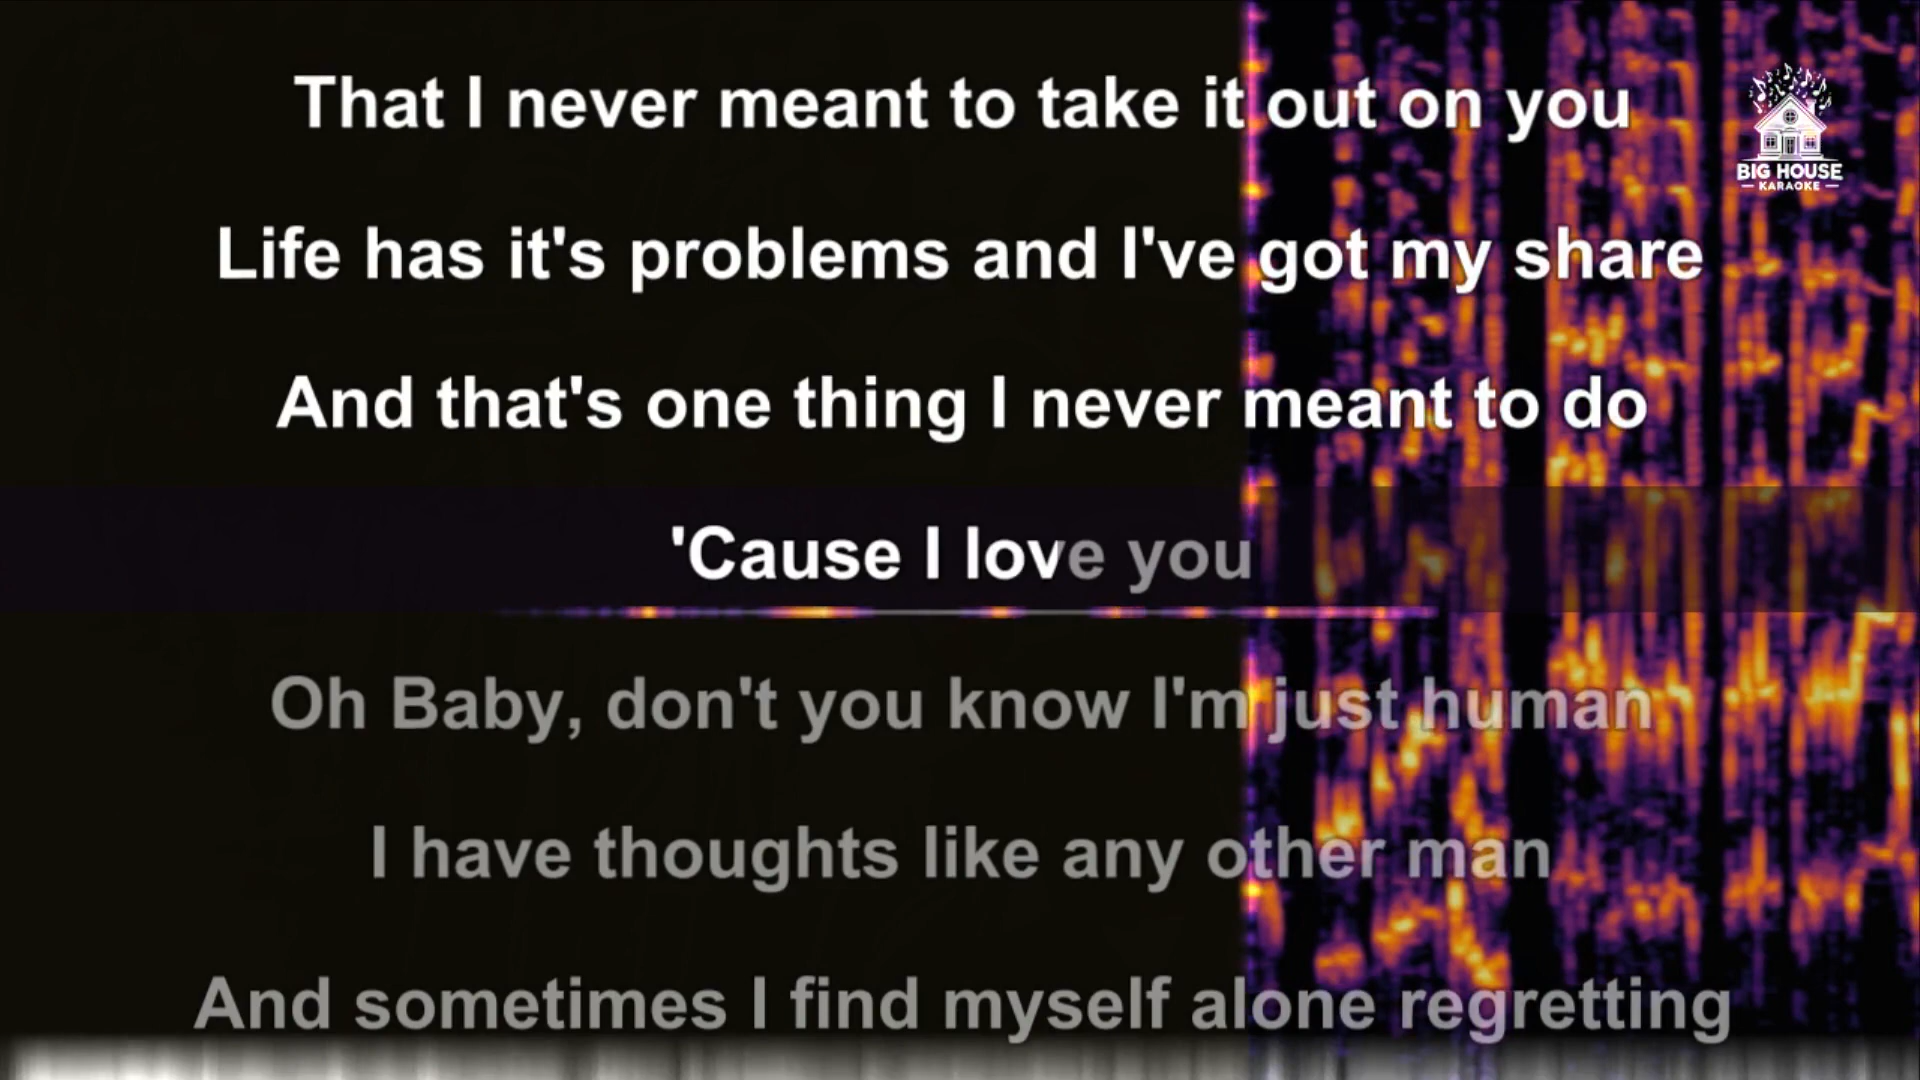 That I never meant to take it out on you
Life has it's problems and I've got my share
And that's one thing I never meant to do
'Cause I love you
Oh Baby, don't you know I'm just human
I have thoughts like any other man
And sometimes I find myself alone regretting
BIG HOUSE
KARAOKE